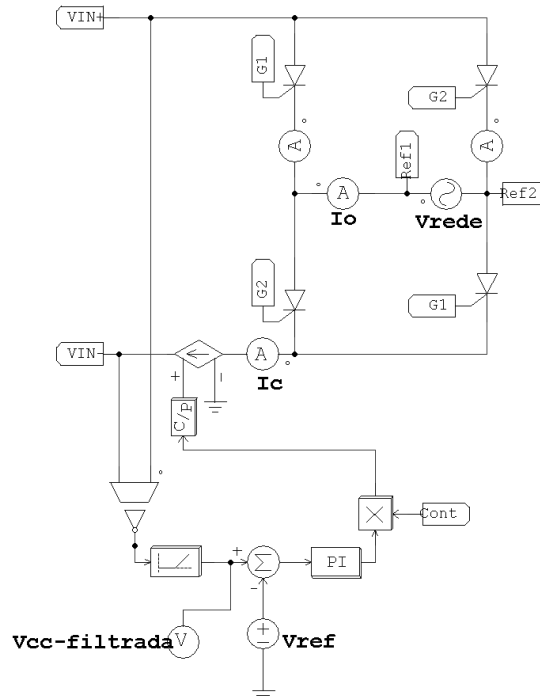 VIN+
G1
G2
A
A
Ref1
A
Ref2
Io
Vrede
G2
G1
VIN-
A
+
-
Ic
C/p
Cont
+
Σ
PI
-
Vcc-filtrada
V
Vref